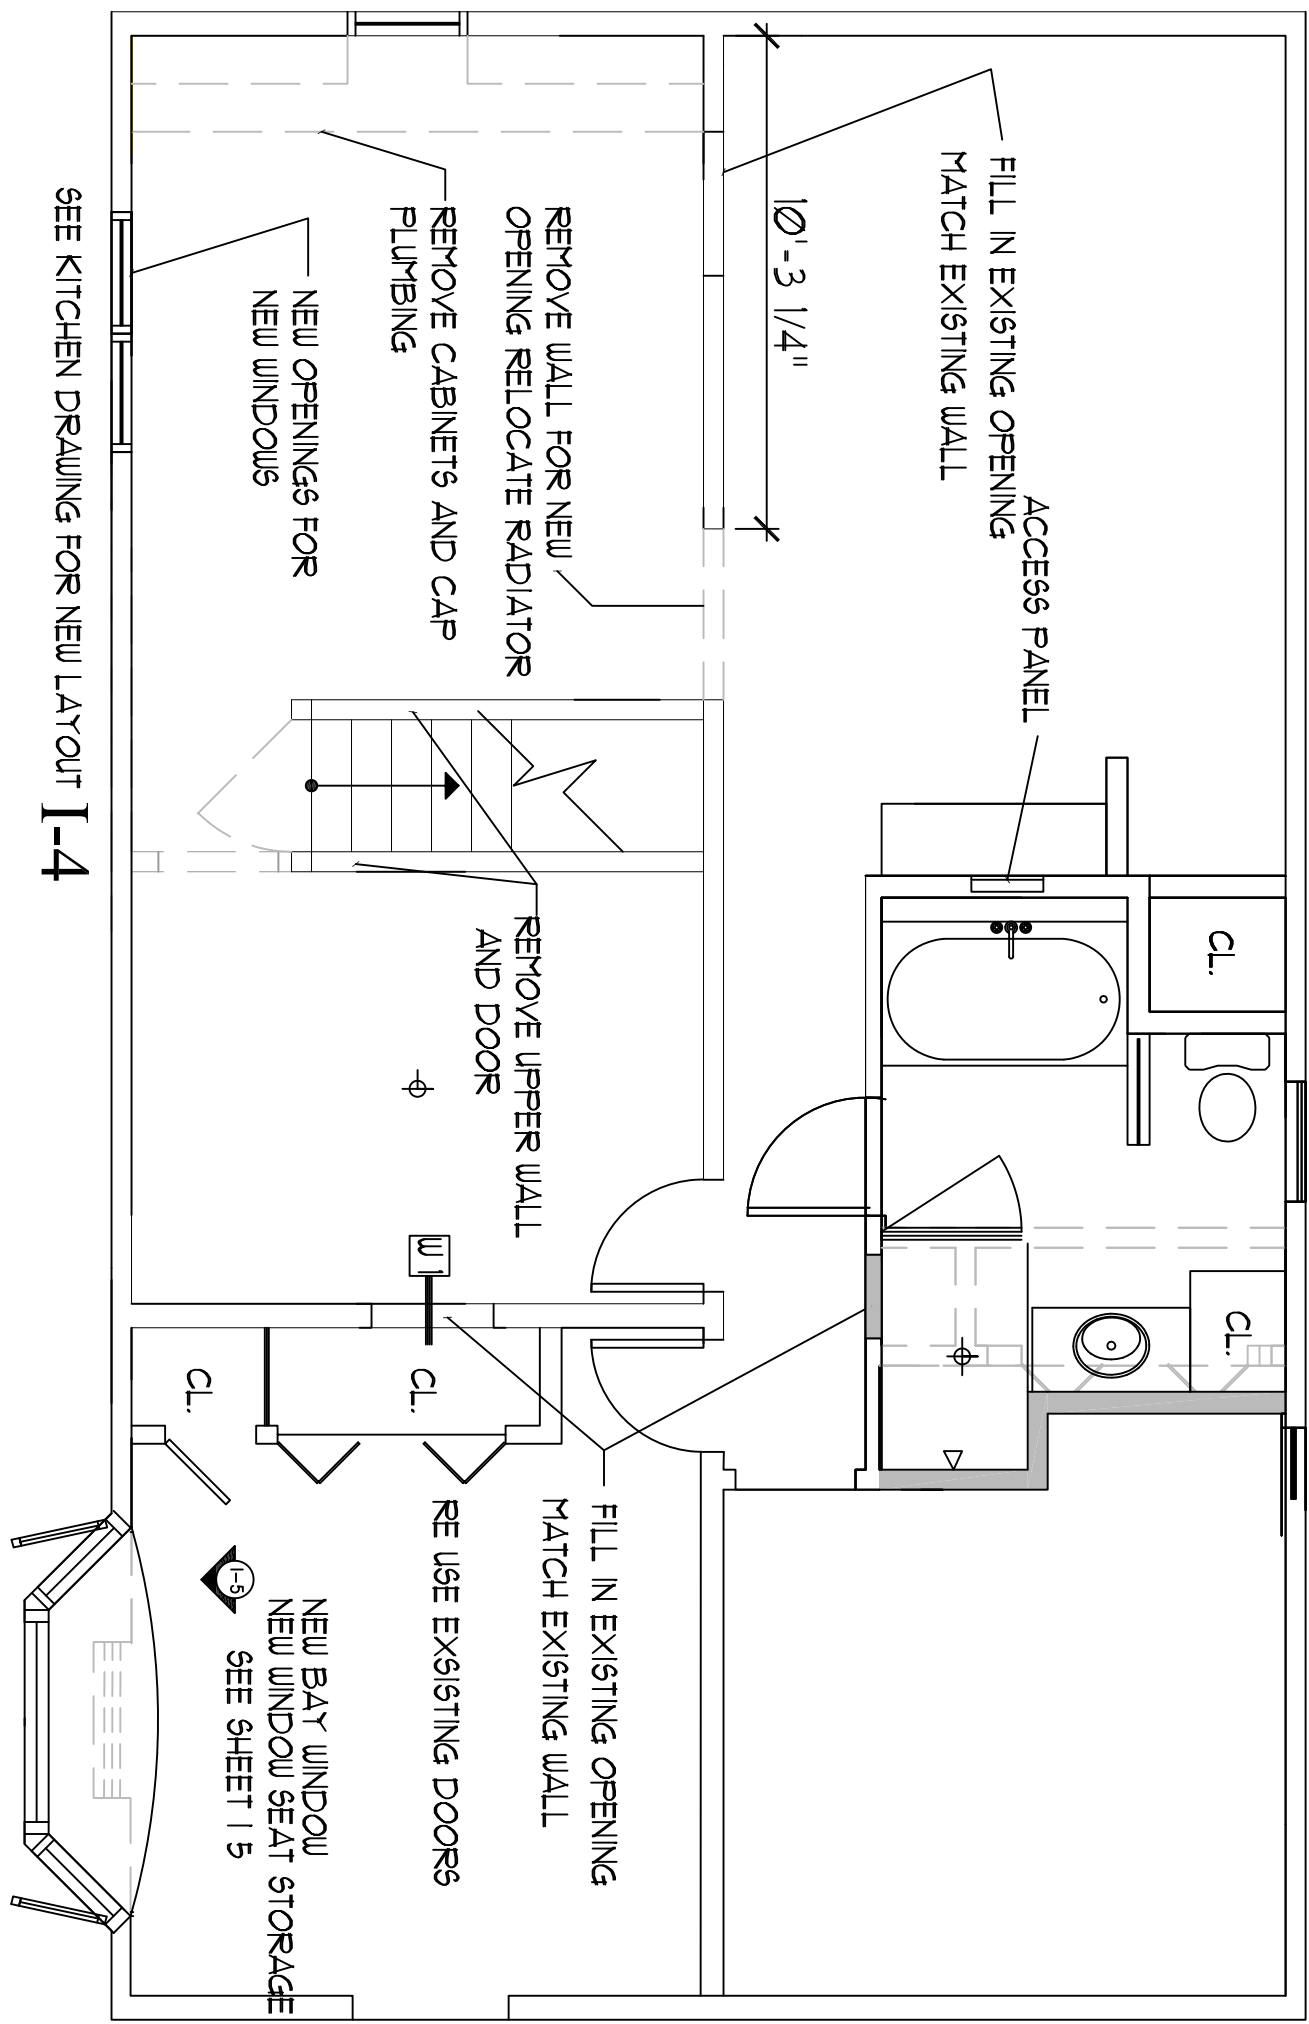 FILL IN EXISTING OPENING
MATCH EXISTING WALL
ACCESS PANEL
10'-3 1/4"
REMOVE WALL FOR NEW
OPENING RELOCATE RADIATOR
REMOVE CABINETS AND CAP
PLUMBING
NEW OPENINGS FOR
NEW WINDOWS
SEE KITCHEN DRAWING FOR NEW LAYOUT I-4
CL.
REMOVE UPPER WALL
AND DOOR
W 1
CL.
CL.
CL.
FILL IN EXISTING OPENING
MATCH EXISTING WALL
RE USE EXSISTING DOORS
I-5
NEW BAY WINDOW
NEW WINDOW SEAT STORAGE
SEE SHEET I 5